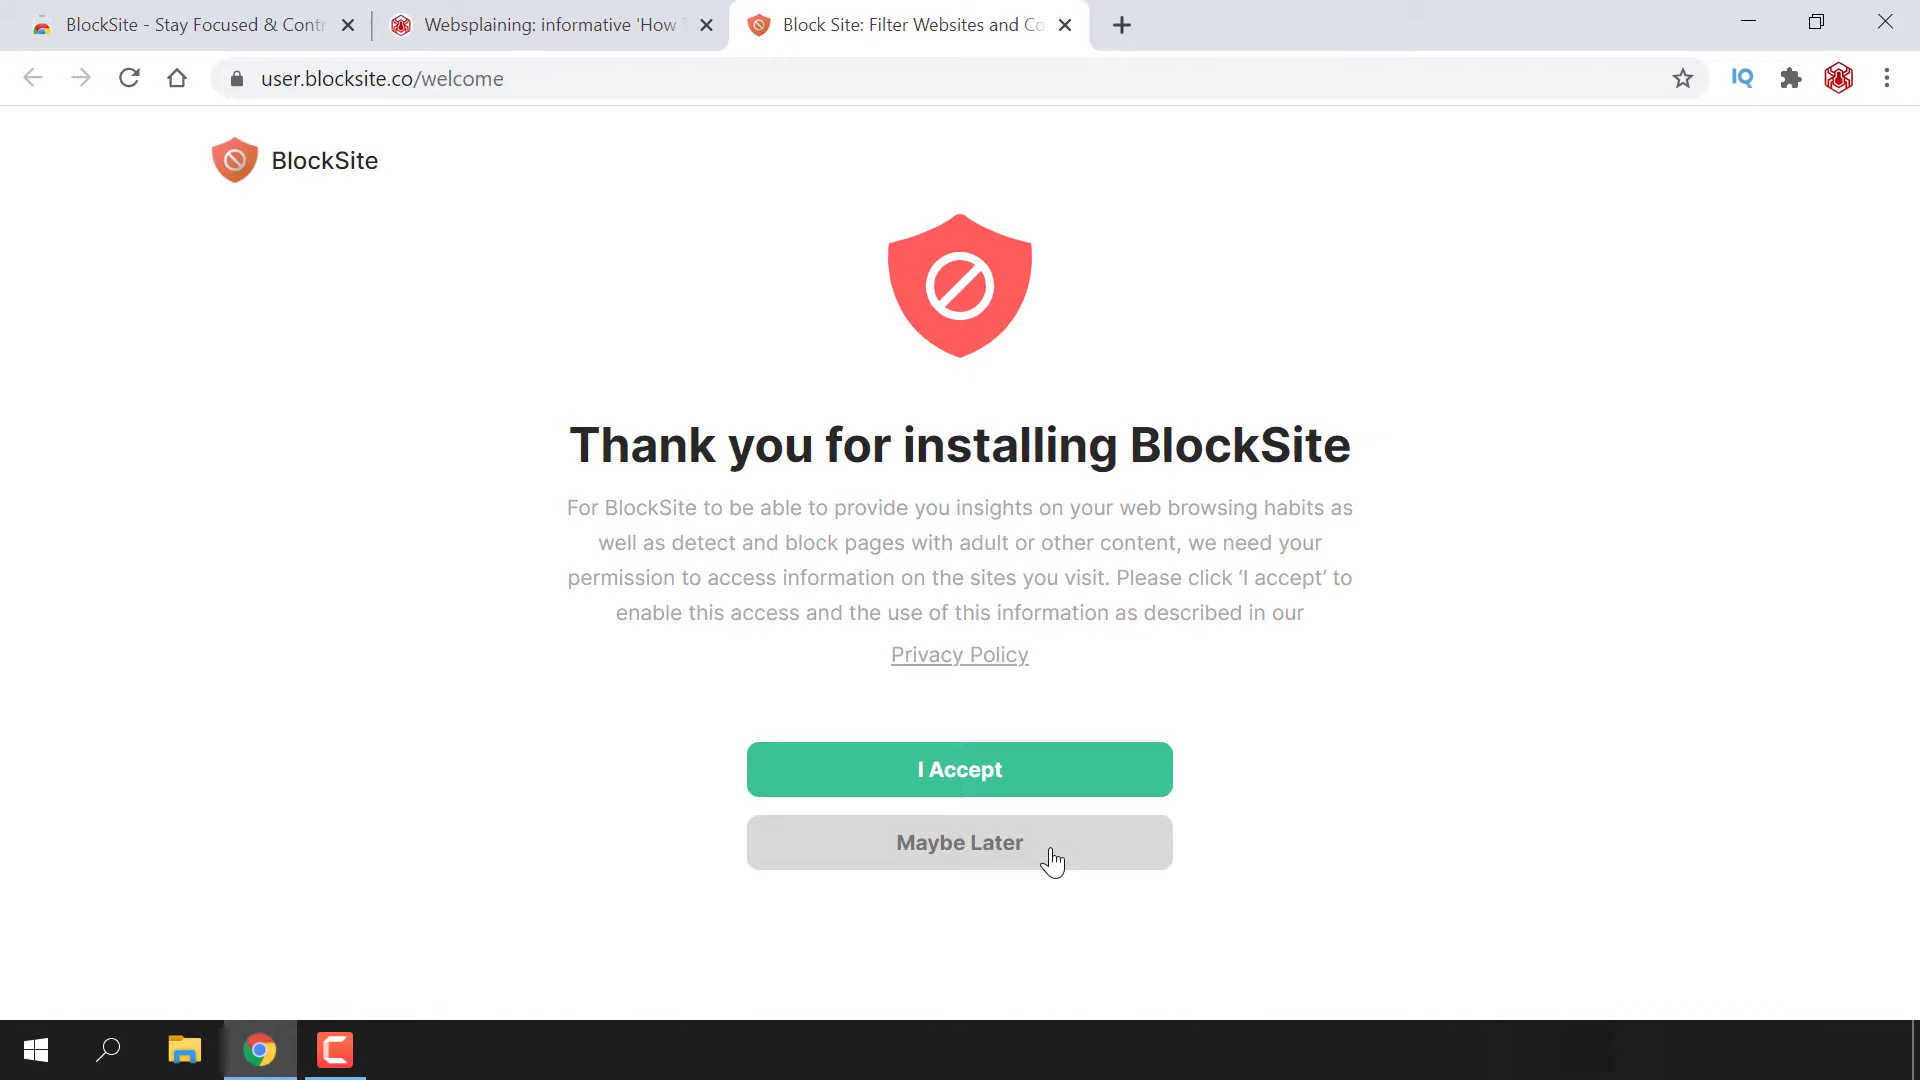 BlockSite - Stay Focused & Contr
Websplaining: informative 'How T
Block Site: Filter Websites and Co
user.blocksite.co/welcome
IQ
BlockSite
Thank you for installing BlockSite
For BlockSite to be able to provide you insights on your web browsing habits as
well as detect and block pages with adult or other content, we need your
permission to access information on the sites you visit. Please click ‘I accept’ to
enable this access and the use of this information as described in our
Privacy Policy
I Accept
Maybe Later